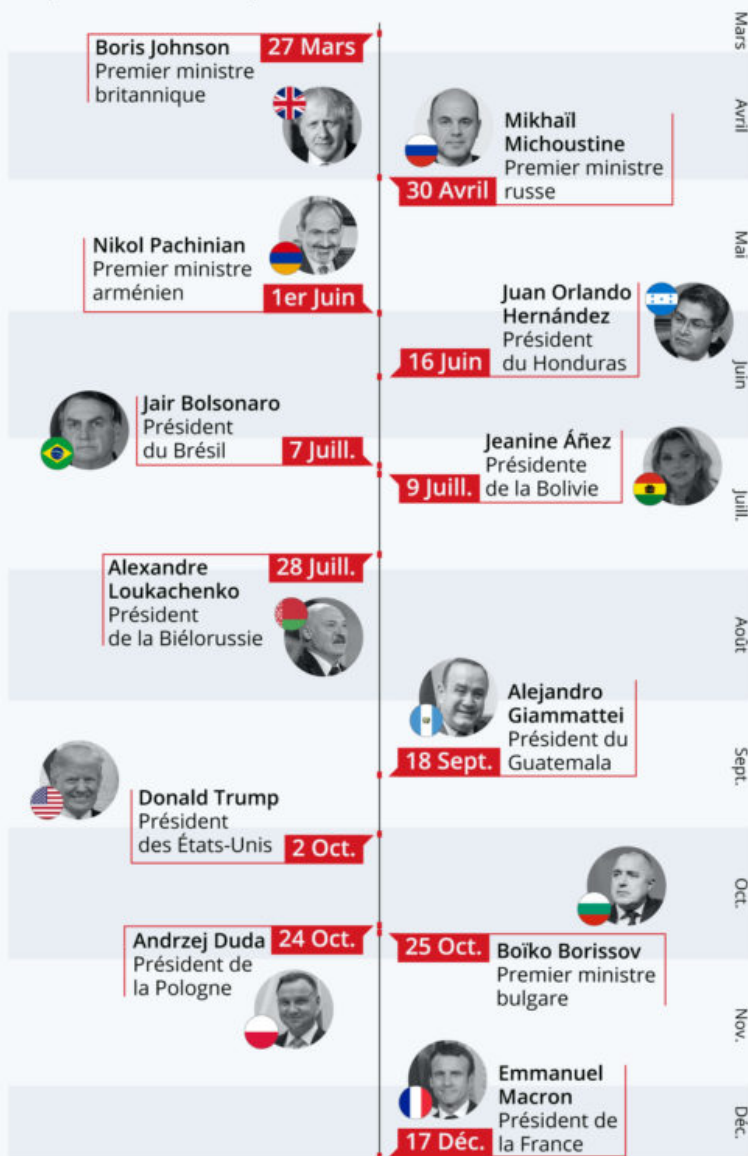 Boris Johnson
Premier ministre
britannique
27 Mars
Mikhaïl
Michoustine
Premier ministre
russe
30 Avril
Nikol Pachinian
Premier ministre
arménien
1er Juin
Juan Orlando
Hernández
Président
du Honduras
16 Juin
Jair Bolsonaro
Président
du Brésil
7 Juill.
Jeanine Áñez
Présidente
de la Bolivie
9 Juill.
Alexandre
Loukachenko
Président
de la Biélorussie
28 Juill.
Alejandro
Giammattei
Président du
Guatemala
18 Sept.
Donald Trump
Président
des États-Unis
2 Oct.
Andrzej Duda
Président de
la Pologne
24 Oct.
25 Oct.
Boïko Borissov
Premier ministre
bulgare
Emmanuel
Macron
Président de
la France
17 Déc.
Mars
Avril
Mai
Juin
Juill.
Août
Sept.
Oct.
Nov.
Déc.